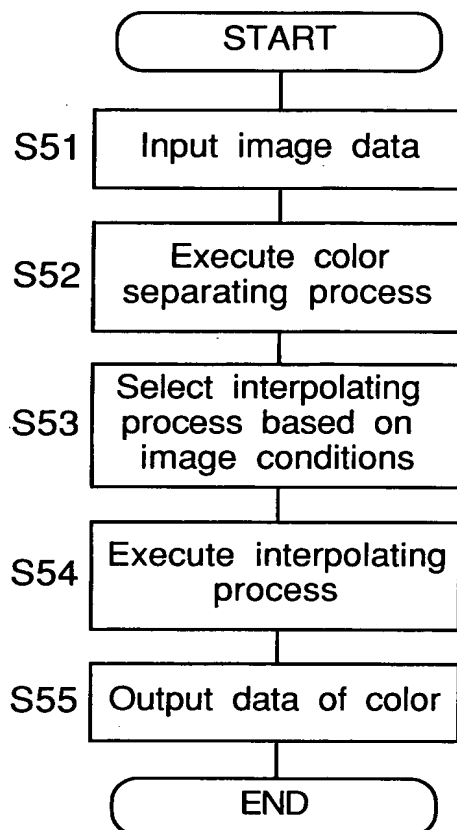 START
S51
Input image data
S52
Execute color
separating process
S53
Select interpolating
process based on
image conditions
S54
Execute interpolating
process
S55
Output data of color
END